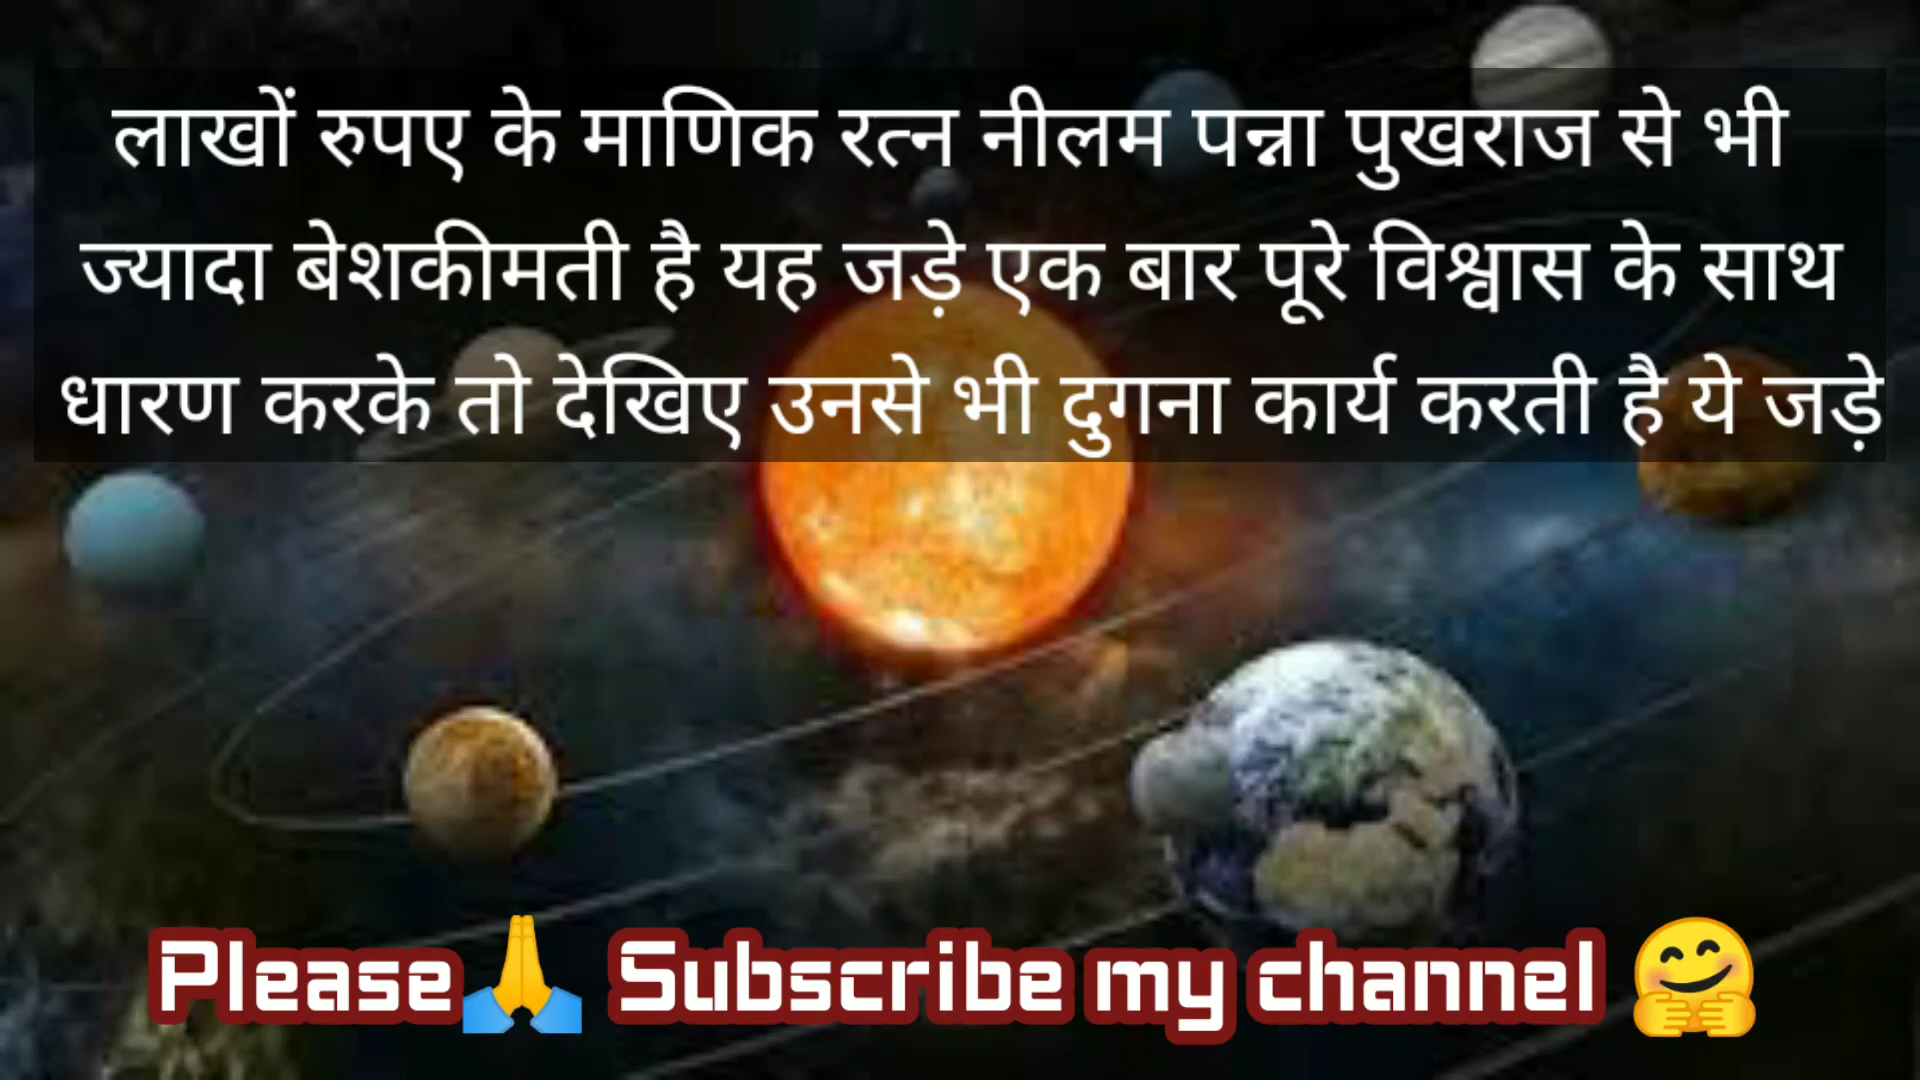 लाखों रुपए के माणिक रत्न नीलम पन्ना पुखराज से भी
ज्यादा बेशकीमती है यह जड़े एक बार पूरे विश्वास के साथ
धारण करके तो देखिए उनसे भी दुगना कार्य करती है ये जड़े
Please🙏 Subscribe my channel 🤗